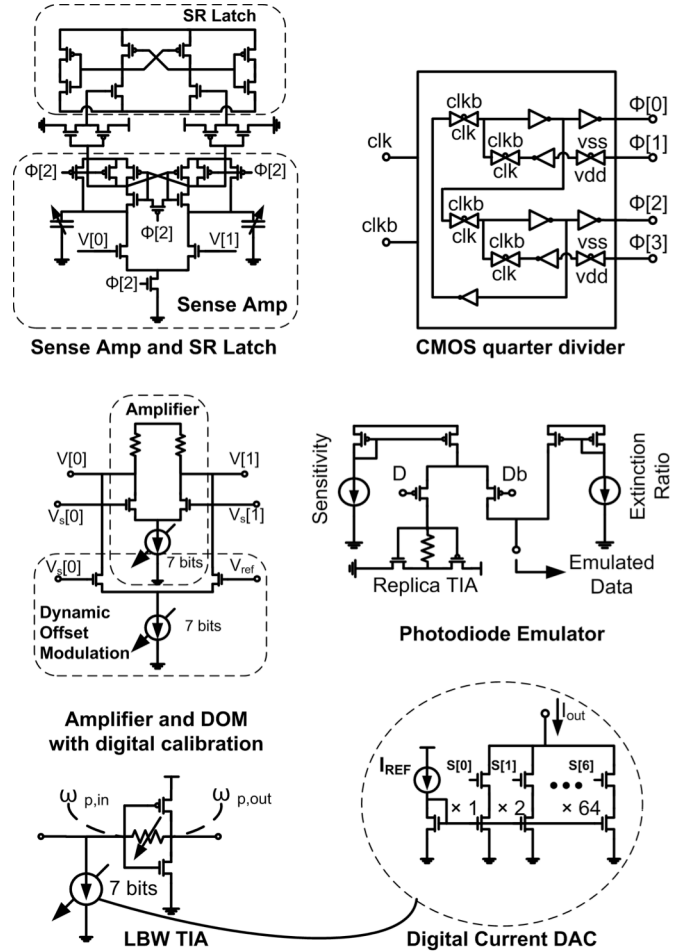 SR Latch
Φ[2] Φ[2]
V[0] Φ[2] V[1]
Φ[2]
Sense Amp
Sense Amp and SR Latch
clk
clkb
clkb
clk
clkb
clk
vss
vdd
Φ[0]
Φ[1]
clkb
clk
clkb
clk
vss
vdd
Φ[2]
Φ[3]
CMOS quarter divider
Amplifier
V[0] V[1]
Vs[0] Vs[1]
7 bits
Vs[0] Vref
Dynamic
Offset
Modulation
7 bits
Amplifier and DOM
with digital calibration
Sensitivity
D Db
Extinction
Ratio
Replica TIA
Emulated
Data
Photodiode Emulator
ω p,in ω p,out
7 bits
LBW TIA
Iout
IREF
S[0] S[1] S[6]
× 1 × 2 × 64
Digital Current DAC